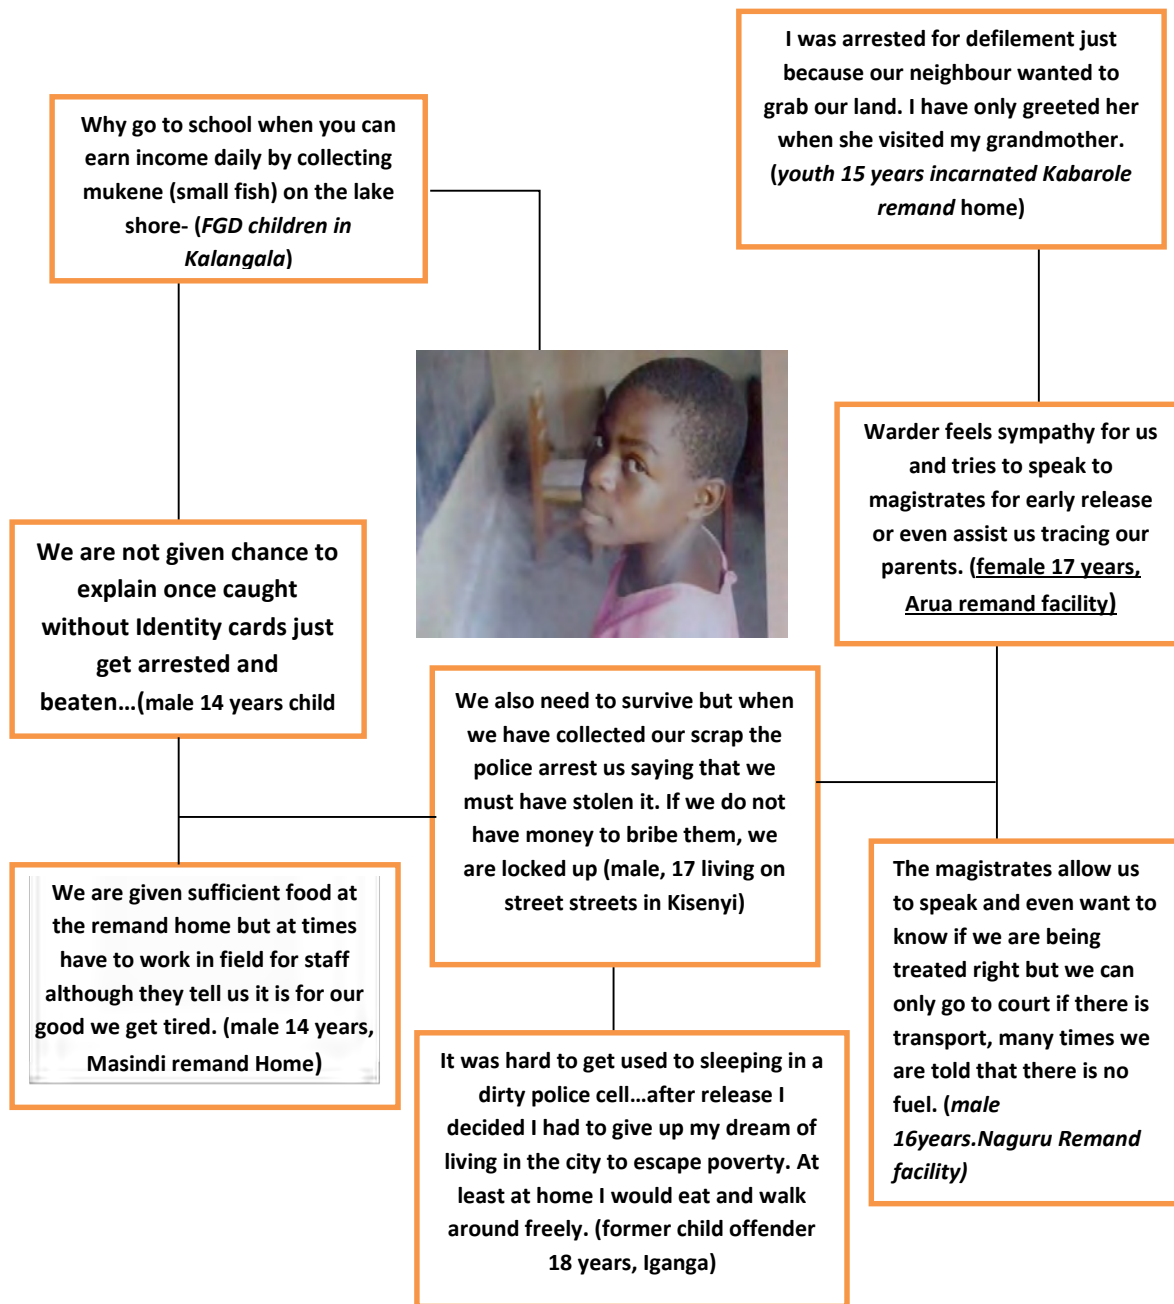 I was arrested for defilement just
because our neighbour wanted to
grab our land. I have only greeted her
when she visited my grandmother.
(youth 15 years incarnated Kabarole
remand home)
Why go to school when you can
earn income daily by collecting
mukene (small fish) on the lake
shore- (FGD children in
Kalangala)
Warder feels sympathy for us
and tries to speak to
magistrates for early release
or even assist us tracing our
parents. (female 17 years,
Arua remand facility)
We are not given chance to
explain once caught
without Identity cards just
get arrested and
beaten...(male 14 years child
We also need to survive but when
we have collected our scrap the
police arrest us saying that we
must have stolen it. If we do not
have money to bribe them, we
are locked up (male, 17 living on
street streets in Kisenyi)
The magistrates allow us
to speak and even want to
know if we are being
treated right but we can
only go to court if there is
transport, many times we
are told that there is no
fuel. (male
16years.Naguru Remand
facility)
We are given sufficient food at
the remand home but at times
have to work in field for staff
although they tell us it is for our
good we get tired. (male 14 years,
Masindi remand Home)
It was hard to get used to sleeping in a
dirty police cell...after release I
decided I had to give up my dream of
living in the city to escape poverty. At
least at home I would eat and walk
around freely. (former child offender
18 years, Iganga)